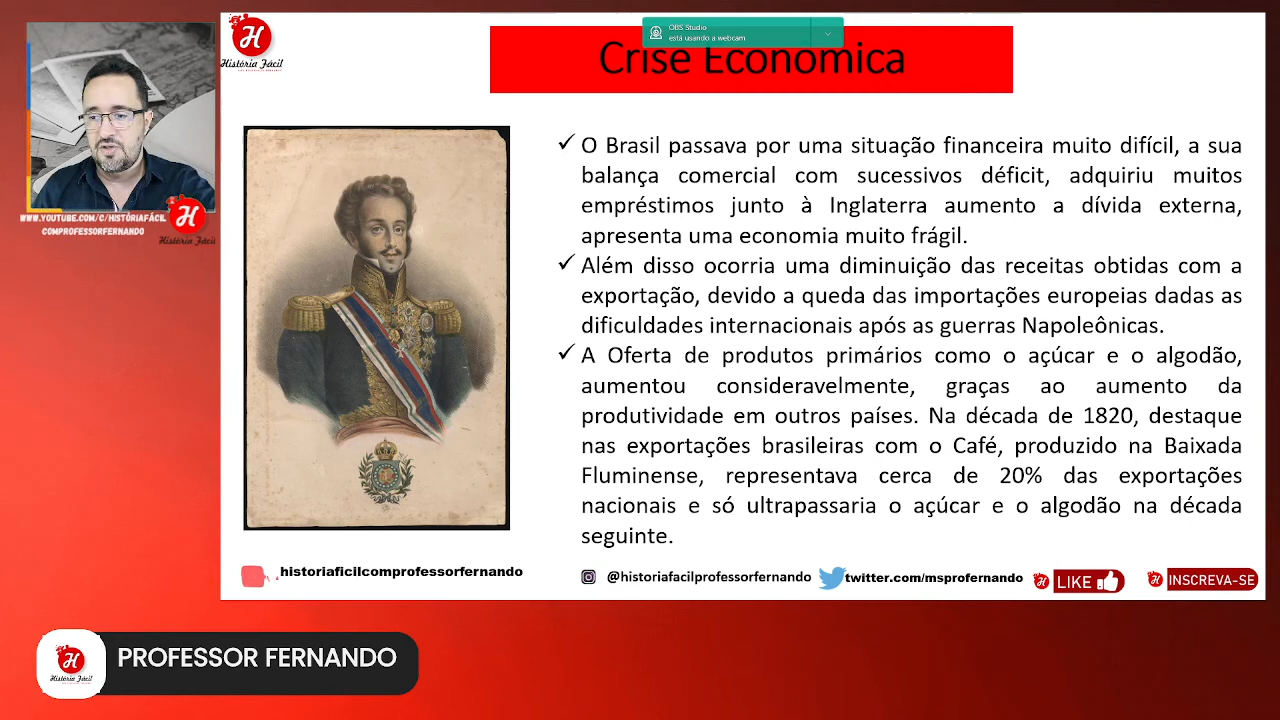 H
História Fácil
OBS Studio
está usando a webcam
Crise Econômica
WWW.YOUTUBE.COM/C/HISTÓRIAFÁCIL
COMPROFESSORFERNANDO
H
História Fácil
✓ O Brasil passava por uma situação financeira muito difícil, a sua
balança comercial com sucessivos déficit, adquiriu muitos
empréstimos junto à Inglaterra aumento a dívida externa,
apresenta uma economia muito frágil.
✓ Além disso ocorria uma diminuição das receitas obtidas com a
exportação, devido a queda das importações europeias dadas as
dificuldades internacionais após as guerras Napoleônicas.
✓ A Oferta de produtos primários como o açúcar e o algodão,
aumentou consideravelmente, graças ao aumento da
produtividade em outros países. Na década de 1820, destaque
nas exportações brasileiras com o Café, produzido na Baixada
Fluminense, representava cerca de 20% das exportações
nacionais e só ultrapassaria o açúcar e o algodão na década
seguinte.
historiaficilcomprofessorfernando
@historiafacilprofessorfernando
twitter.com/msprofernando
H LIKE
H INSCREVA-SE
H
História Fácil
PROFESSOR FERNANDO